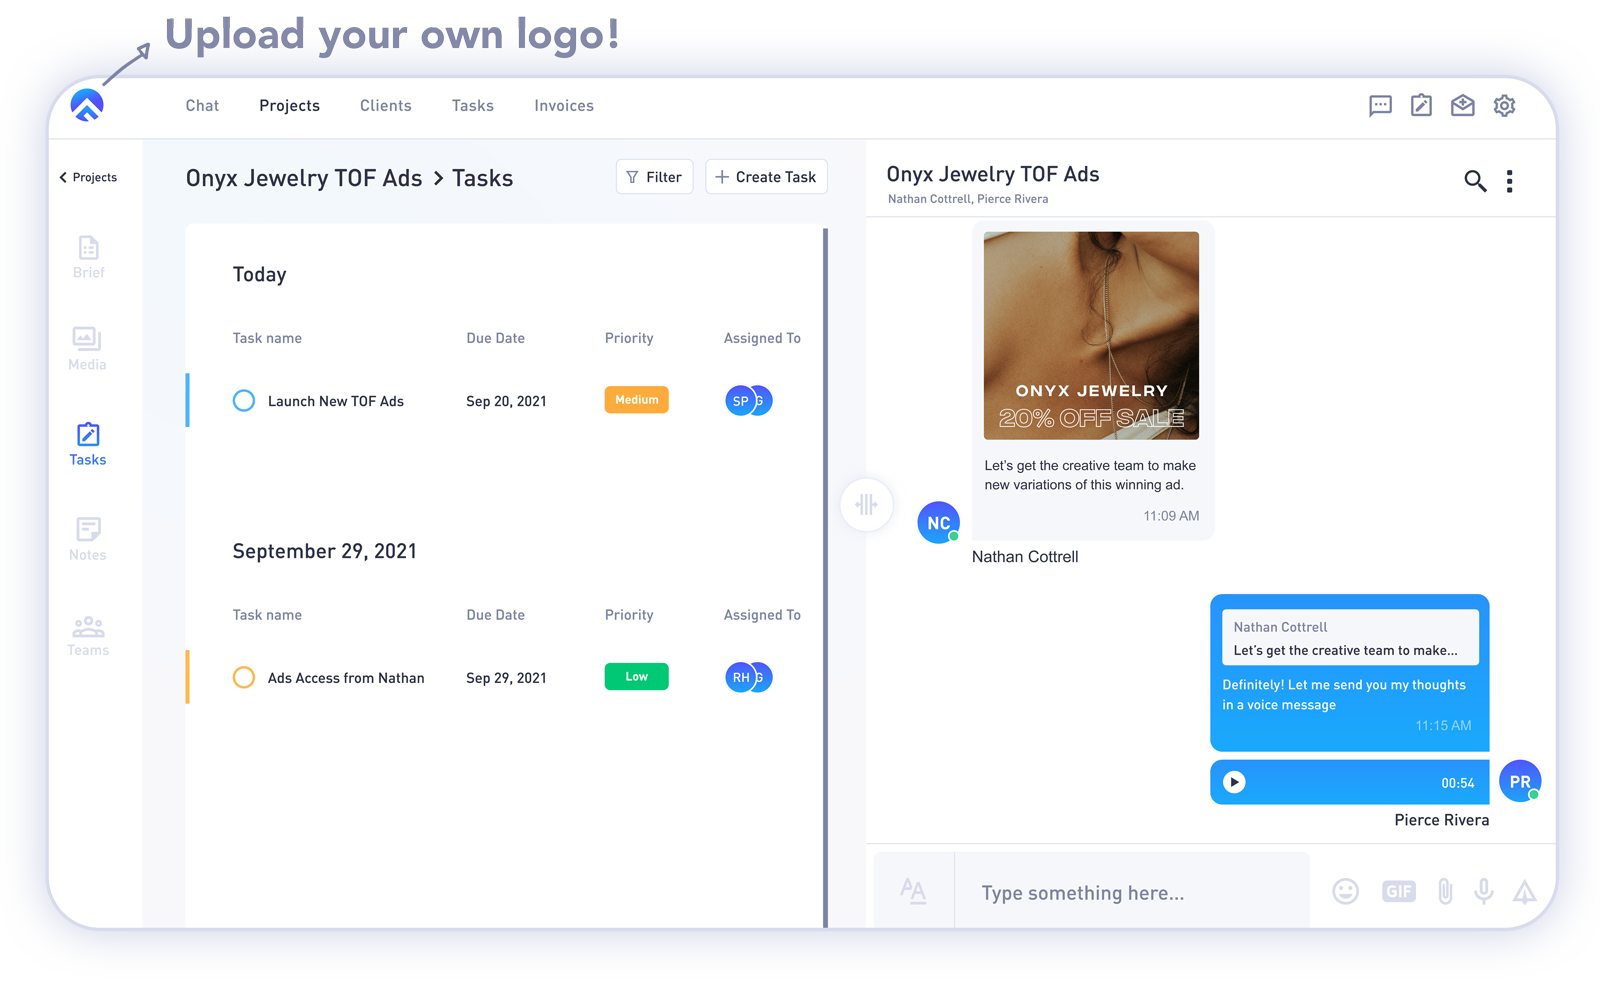 Upload your own logo!
Chat
Projects
Clients
Tasks
Invoices
Projects
Brief
Media
Tasks
Notes
Teams
Onyx Jewelry TOF Ads > Tasks
Filter
+ Create Task
Today
Task name
Due Date
Priority
Assigned To
Launch New TOF Ads
Sep 20, 2021
Medium
SP
September 29, 2021
Task name
Due Date
Priority
Assigned To
Ads Access from Nathan
Sep 29, 2021
Low
RH
Onyx Jewelry TOF Ads
Nathan Cottrell, Pierce Rivera
ONYX JEWELRY
20% OFF SALE
Let's get the creative team to make
new variations of this winning ad.
11:09 AM
NC
Nathan Cottrell
Nathan Cottrell
Let's get the creative team to make...
Definitely! Let me send you my thoughts
in a voice message
11:15 AM
00:54
PR
Pierce Rivera
AA
Type something here...
GIF